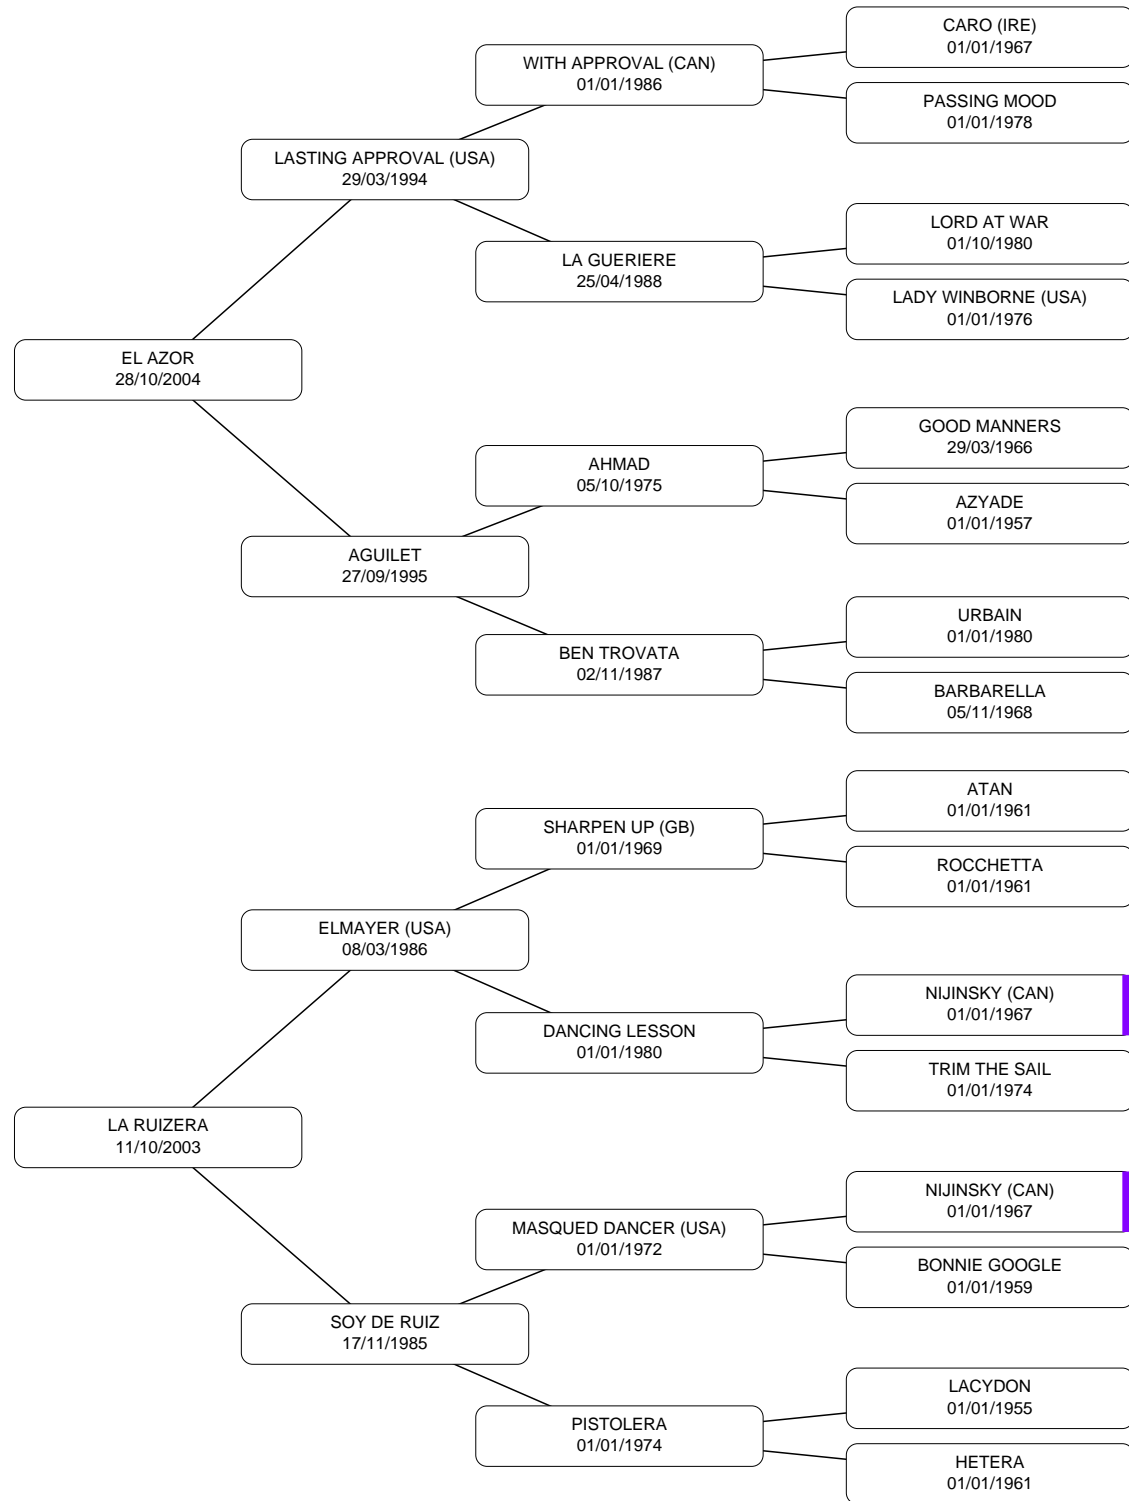 CARO (IRE)
01/01/1967
WITH APPROVAL (CAN)
01/01/1986
PASSING MOOD
01/01/1978
LASTING APPROVAL (USA)
29/03/1994
LORD AT WAR
01/10/1980
LA GUERIERE
25/04/1988
LADY WINBORNE (USA)
01/01/1976
EL AZOR
28/10/2004
GOOD MANNERS
29/03/1966
AHMAD
05/10/1975
AZYADE
01/01/1957
AGUILET
27/09/1995
URBAIN
01/01/1980
BEN TROVATA
02/11/1987
BARBARELLA
05/11/1968
ATAN
01/01/1961
SHARPEN UP (GB)
01/01/1969
ROCCHETTA
01/01/1961
ELMAYER (USA)
08/03/1986
NIJINSKY (CAN)
01/01/1967
DANCING LESSON
01/01/1980
TRIM THE SAIL
01/01/1974
LA RUIZERA
11/10/2003
NIJINSKY (CAN)
01/01/1967
MASQUED DANCER (USA)
01/01/1972
BONNIE GOOGLE
01/01/1959
SOY DE RUIZ
17/11/1985
LACYDON
01/01/1955
PISTOLERA
01/01/1974
HETERA
01/01/1961